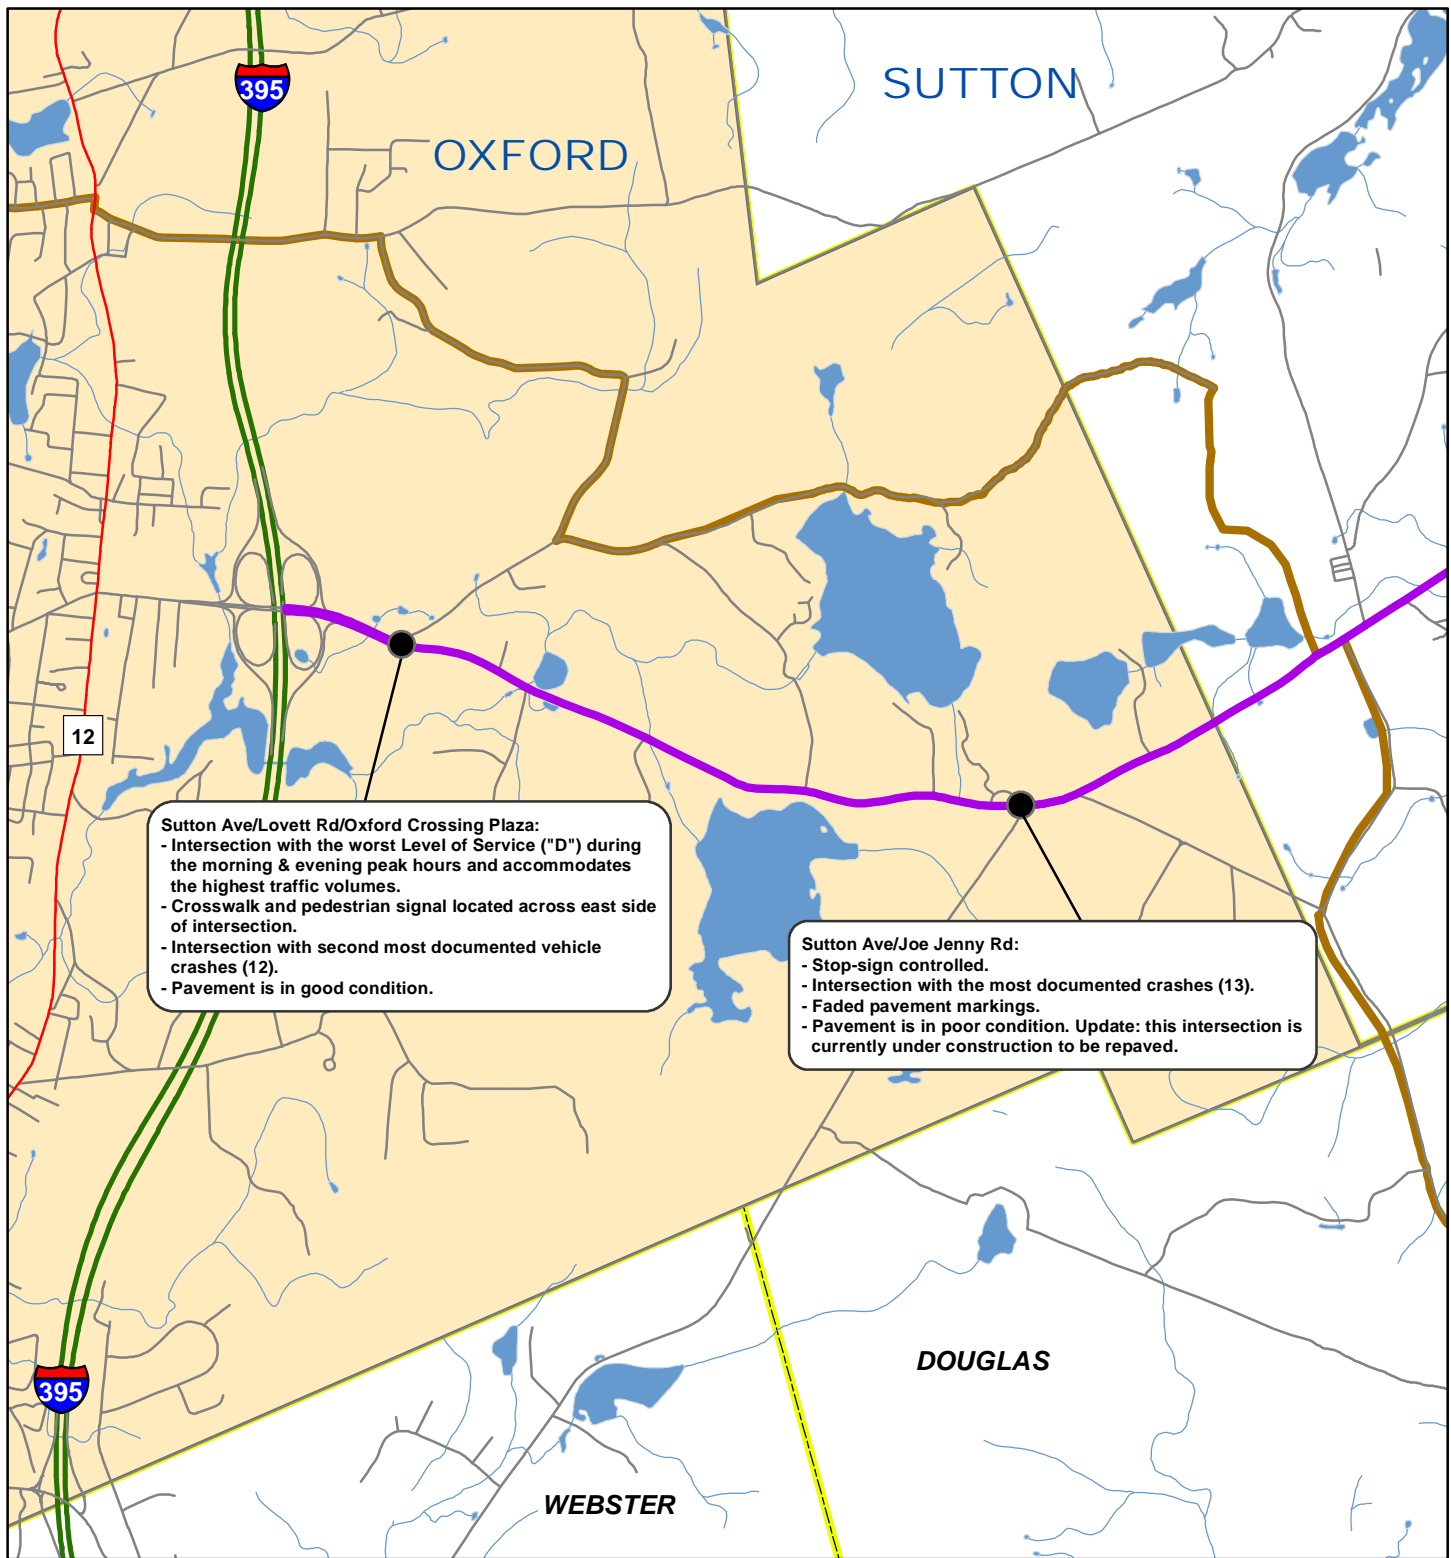 395
SUTTON
OXFORD
12
Sutton Ave/Lovett Rd/Oxford Crossing Plaza:
- Intersection with the worst Level of Service ("D") during
the morning & evening peak hours and accommodates
the highest traffic volumes.
- Crosswalk and pedestrian signal located across east side
of intersection.
- Intersection with second most documented vehicle
crashes (12).
- Pavement is in good condition.
Sutton Ave/Joe Jenny Rd:
- Stop-sign controlled.
- Intersection with the most documented crashes (13).
- Faded pavement markings.
- Pavement is in poor condition. Update: this intersection is
currently under construction to be repaved.
DOUGLAS
395
WEBSTER